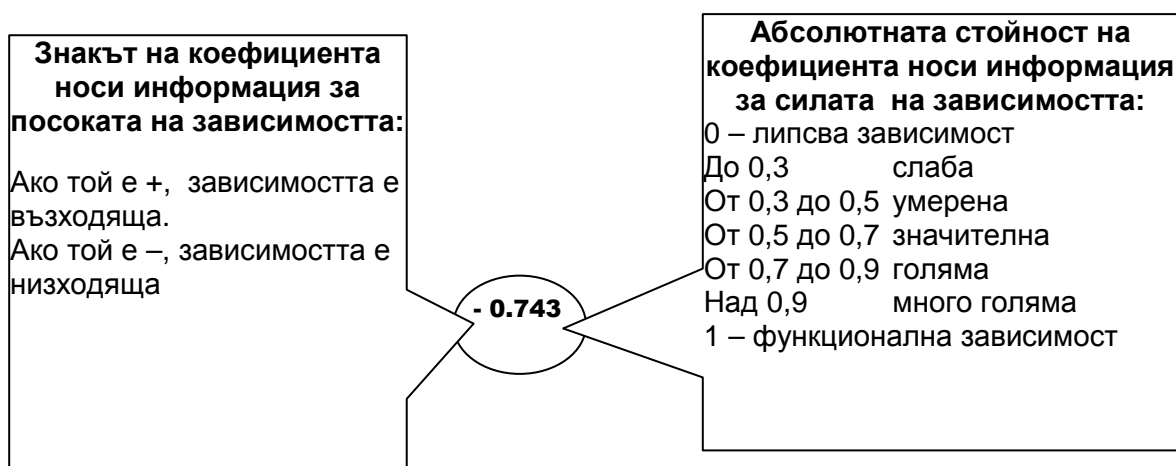 Знакът на коефициента
носи информация за
посоката на зависимостта:
Ако той е +, зависимостта е
възходяща.
Ако той е –, зависимостта е
низходяща
- 0.743
Абсолютната стойност на
коефициента носи информация
за силата на зависимостта:
0 – липсва зависимост
До 0,3 слаба
От 0,3 до 0,5 умерена
От 0,5 до 0,7 значителна
От 0,7 до 0,9 голяма
Над 0,9 много голяма
1 – функционална зависимост